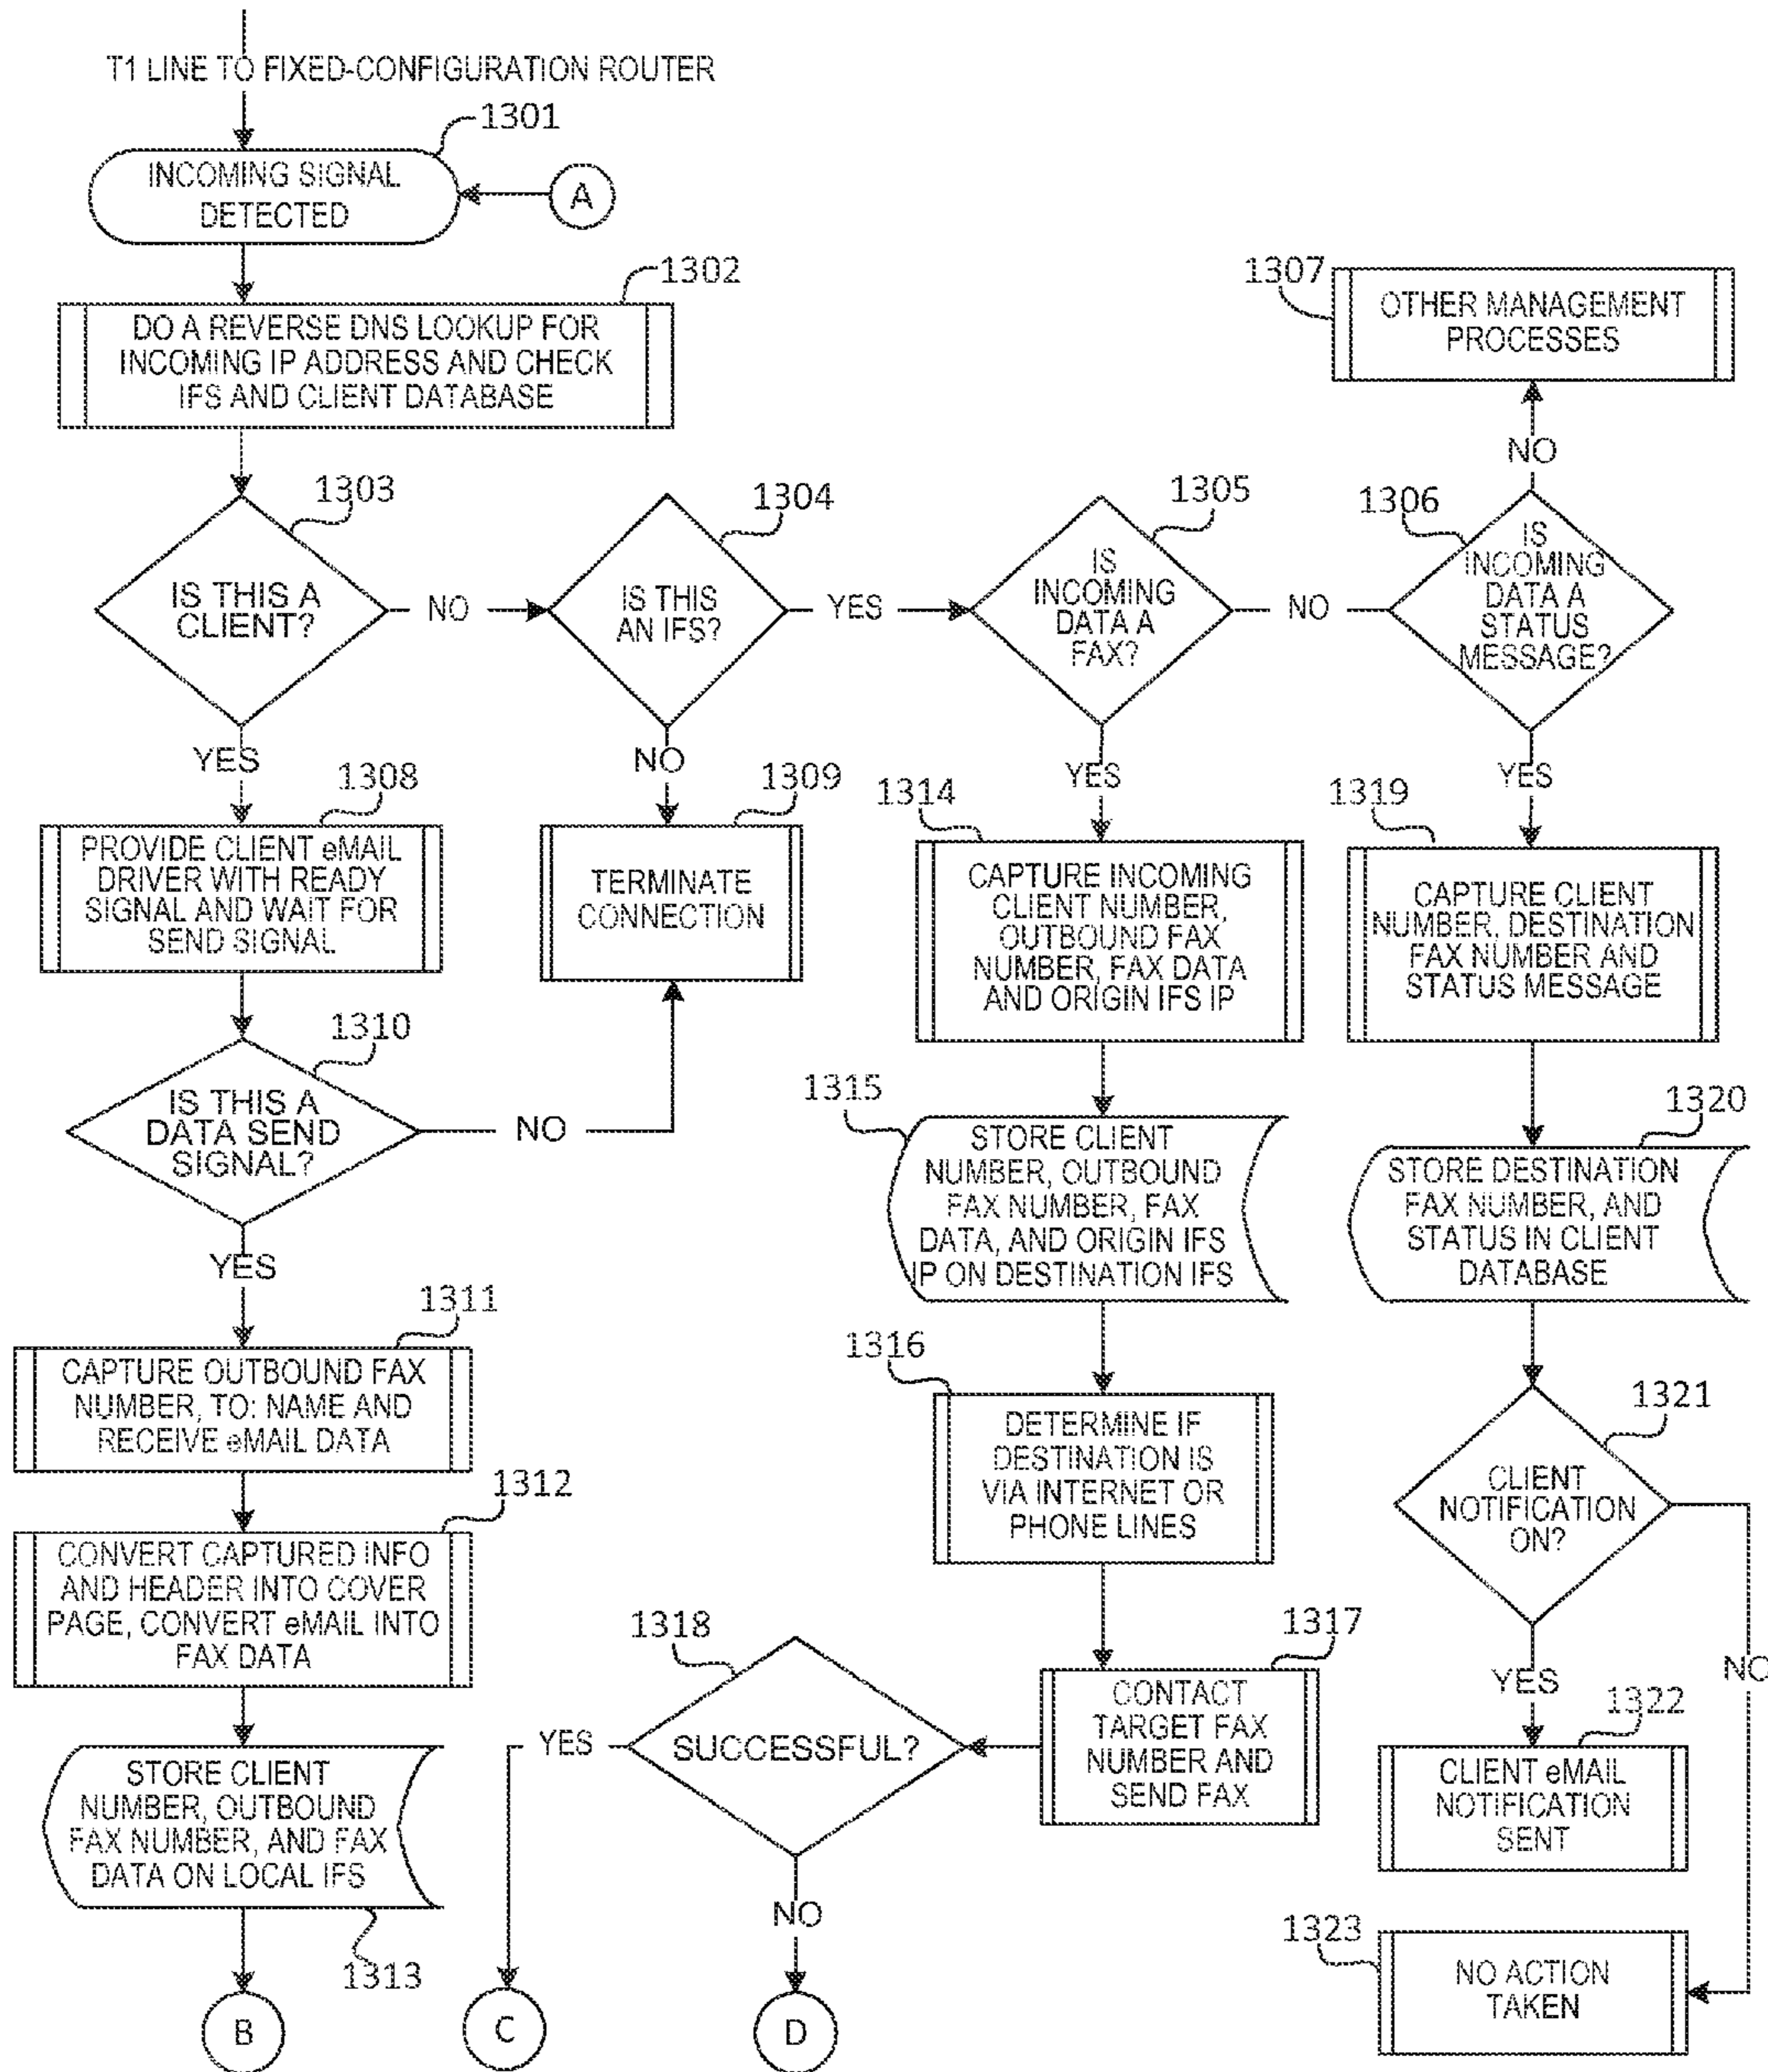 T1 LINE TO FIXED-CONFIGURATION ROUTER
1301
INCOMING SIGNAL
DETECTED
A
1302
DO A REVERSE DNS LOOKUP FOR
INCOMING IP ADDRESS AND CHECK
IFS AND CLIENT DATABASE
1307
OTHER MANAGEMENT
PROCESSES
NO
1303
IS THIS A
CLIENT?
NO
1304
IS THIS
AN IFS?
YES
1305
IS
INCOMING
DATA A
FAX?
NO
1306
IS
INCOMING
DATA A
STATUS
MESSAGE?
YES
NO
YES
YES
1308
PROVIDE CLIENT eMAIL
DRIVER WITH READY
SIGNAL AND WAIT FOR
SEND SIGNAL
1309
TERMINATE
CONNECTION
1314
CAPTURE INCOMING
CLIENT NUMBER,
OUTBOUND FAX
NUMBER, FAX DATA
AND ORIGIN IFS IP
1319
CAPTURE CLIENT
NUMBER, DESTINATION
FAX NUMBER AND
STATUS MESSAGE
1310
IS THIS A
DATA SEND
SIGNAL?
NO
YES
1315
STORE CLIENT
NUMBER, OUTBOUND
FAX NUMBER, FAX
DATA, AND ORIGIN IFS
IP ON DESTINATION IFS
1320
STORE DESTINATION
FAX NUMBER, AND
STATUS IN CLIENT
DATABASE
1311
CAPTURE OUTBOUND FAX
NUMBER, TO: NAME AND
RECEIVE eMAIL DATA
1316
DETERMINE IF
DESTINATION IS
VIA INTERNET OR
PHONE LINES
1321
CLIENT
NOTIFICATION
ON?
YES
NO
1312
CONVERT CAPTURED INFO
AND HEADER INTO COVER
PAGE, CONVERT eMAIL INTO
FAX DATA
1318
SUCCESSFUL?
YES
NO
1317
CONTACT
TARGET FAX
NUMBER AND
SEND FAX
1322
CLIENT eMAIL
NOTIFICATION
SENT
STORE CLIENT
NUMBER, OUTBOUND
FAX NUMBER, AND FAX
DATA ON LOCAL IFS
1313
1323
NO ACTION
TAKEN
B
C
D